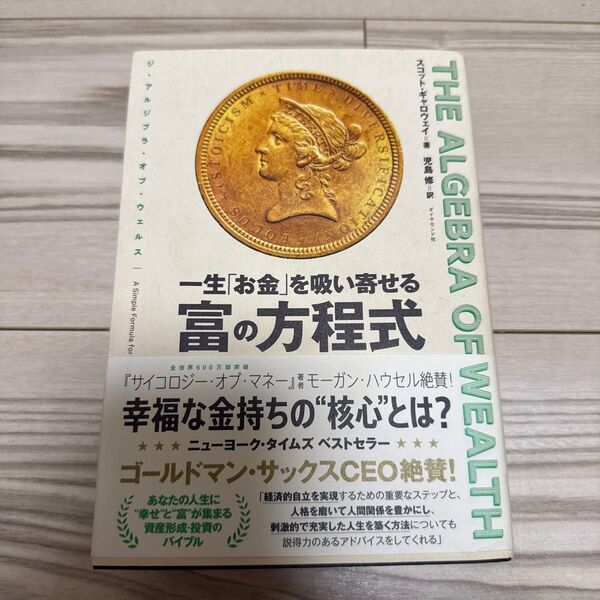 THE ALGEBRA OF WEALTH
スコット・ギャロウェイ=著 児島 修=訳
ダイヤモンド社
ジ・アルジブラ・オブ・ウェルス
A Simple Formula for
STOICISM ★ TIME ★ DIVERSIFICATION
FOCUS
一生「お金」を吸い寄せる
富の方程式
全世界600万部突破
『サイコロジー・オブ・マネー』著者モーガン・ハウセル絶賛!
幸福な金持ちの“核心”とは?
★★★ ニューヨーク・タイムズ ベストセラー ★★★
ゴールドマン・サックスCEO絶賛!
あなたの人生に
“幸せ”と“富”が集まる
資産形成・投資の
バイブル
「経済的自立を実現するための重要なステップと、
人格を磨いて人間関係を豊かにし、
刺激的で充実した人生を築く方法についても
説得力のあるアドバイスをしてくれる」